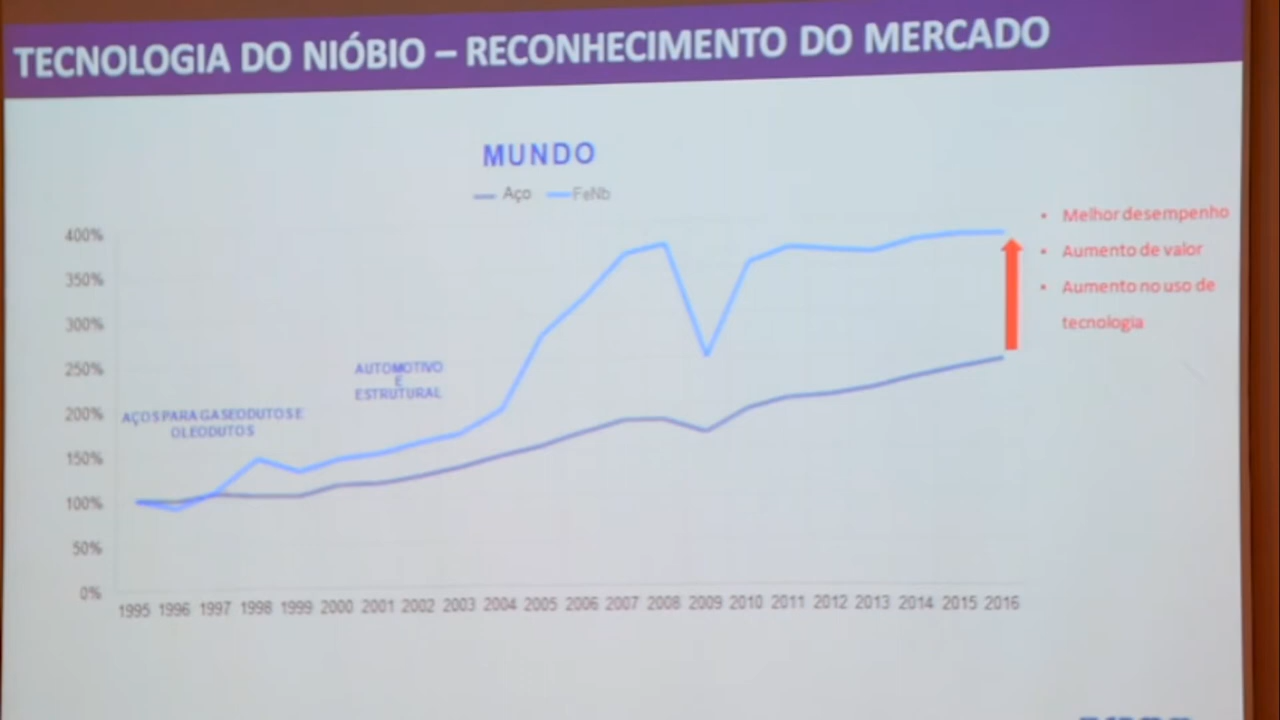 TECNOLOGIA DO NIÓBIO – RECONHECIMENTO DO MERCADO
MUNDO
Aço FeNb
400%
350%
300%
250%
200%
150%
100%
50%
0%
AÇOS PARA GASEODUTOS E
OLEODUTOS
AUTOMOTIVO
E
ESTRUTURAL
• Melhor desempenho
• Aumento de valor
• Aumento no uso de
tecnologia
1995 1996 1997 1998 1999 2000 2001 2002 2003 2004 2005 2006 2007 2008 2009 2010 2011 2012 2013 2014 2015 2016